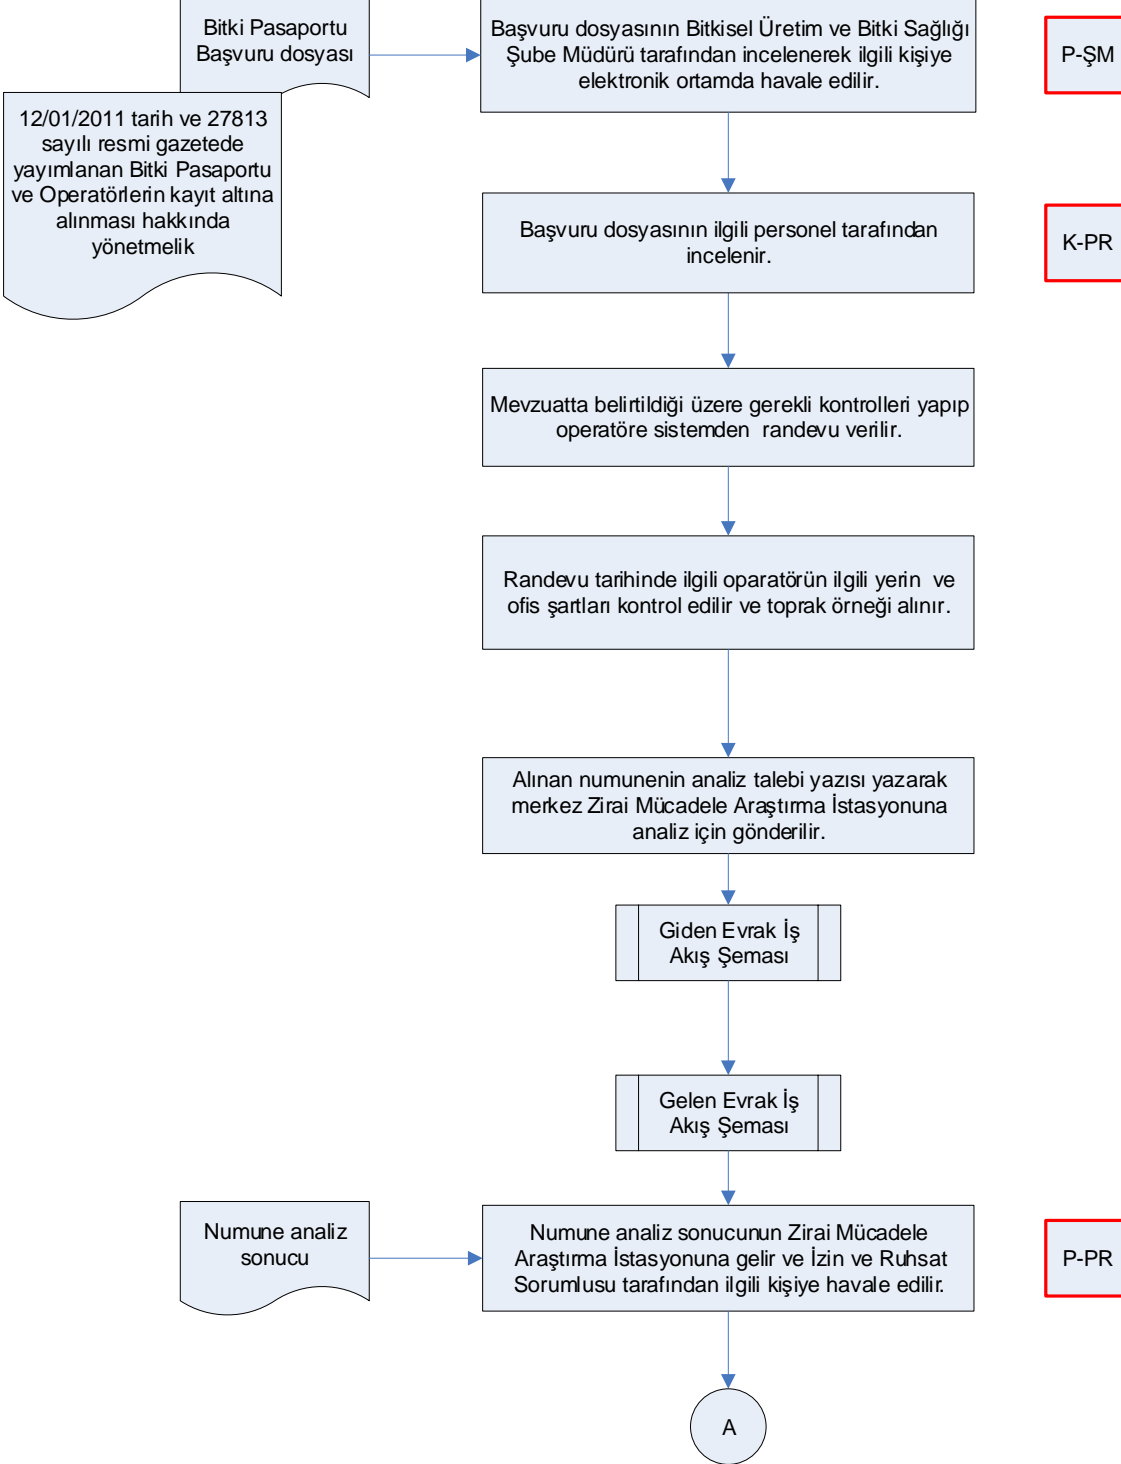 Bitki Pasaportu
Başvuru dosyası
Başvuru dosyasının Bitkisel Üretim ve Bitki Sağlığı
Şube Müdürü tarafından incelenerek ilgili kişiye
elektronik ortamda havale edilir.
P-ŞM
12/01/2011 tarih ve 27813
sayılı resmi gazetede
yayımlanan Bitki Pasaportu
ve Operatörlerin kayıt altına
alınması hakkında
yönetmelik
Başvuru dosyasının ilgili personel tarafından
incelenir.
K-PR
Mevzuatta belirtildiği üzere gerekli kontrolleri yapıp
operatöre sistemden randevu verilir.
Randevu tarihinde ilgili oparatörün ilgili yerin ve
ofis şartları kontrol edilir ve toprak örneği alınır.
Alınan numunenin analiz talebi yazısı yazarak
merkez Zirai Mücadele Araştırma İstasyonuna
analiz için gönderilir.
Giden Evrak İş
Akış Şeması
Gelen Evrak İş
Akış Şeması
Numune analiz
sonucu
Numune analiz sonucunun Zirai Mücadele
Araştırma İstasyonuna gelir ve İzin ve Ruhsat
Sorumlusu tarafından ilgili kişiye havale edilir.
P-PR
A